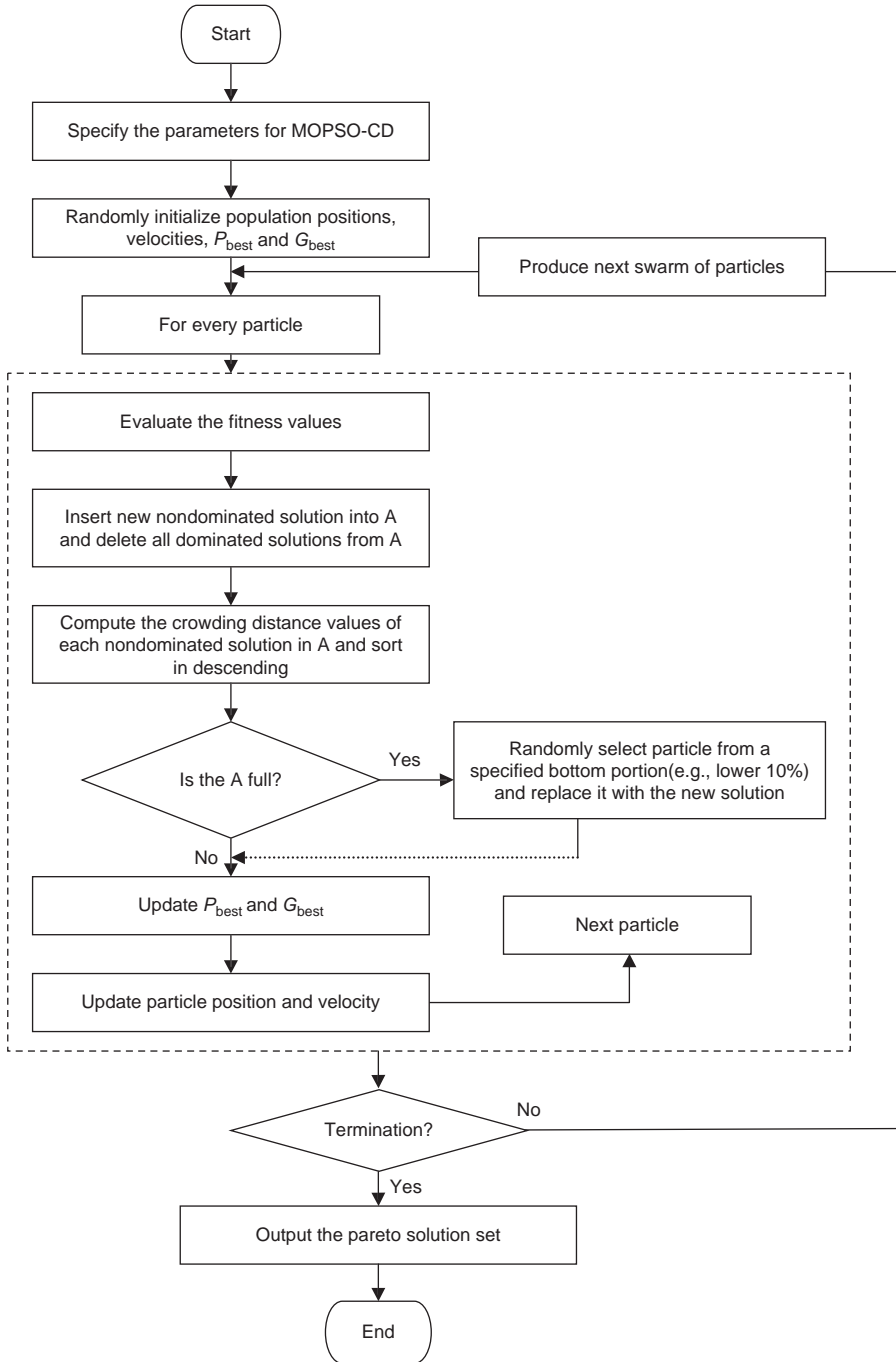 Start
Specify the parameters for MOPSO-CD
Randomly initialize population positions,
velocities, Pbest and Gbest
Produce next swarm of particles
For every particle
Evaluate the fitness values
Insert new nondominated solution into A
and delete all dominated solutions from A
Compute the crowding distance values of
each nondominated solution in A and sort
in descending
Is the A full?
Yes
Randomly select particle from a
specified bottom portion(e.g., lower 10%)
and replace it with the new solution
No
Update Pbest and Gbest
Next particle
Update particle position and velocity
Termination?
No
Yes
Output the pareto solution set
End